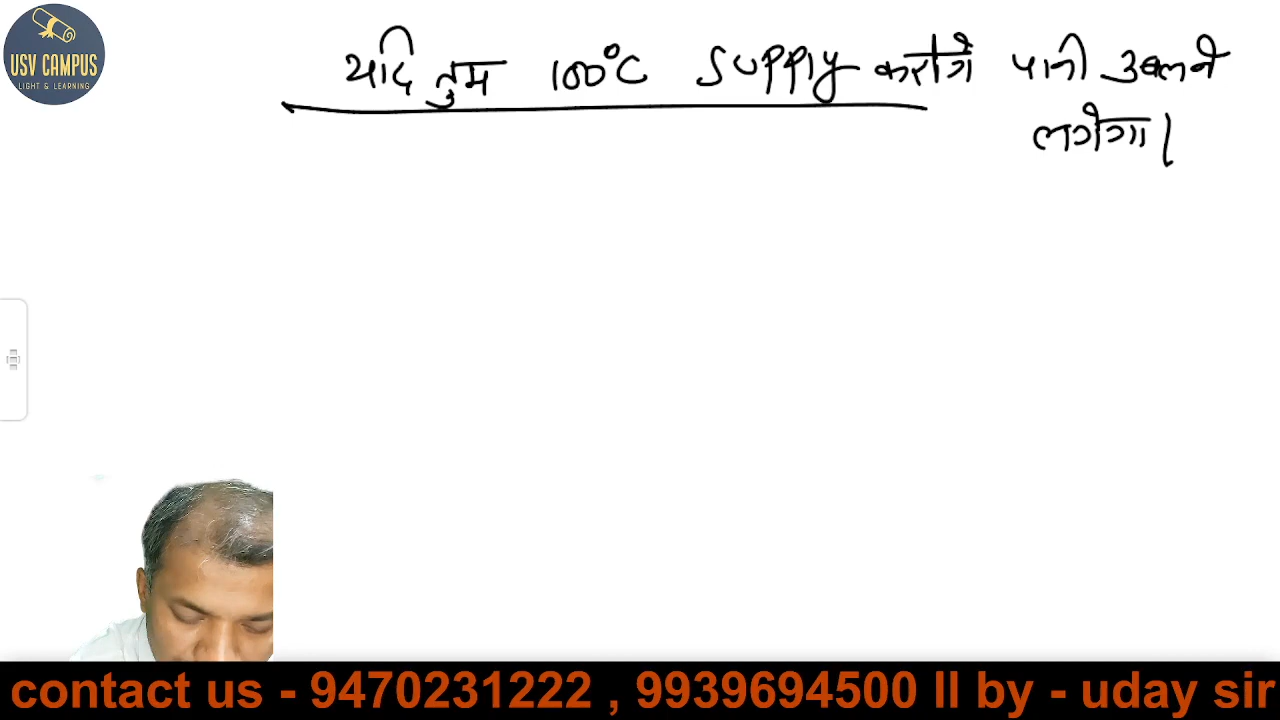 USV CAMPUS
LIGHT & LEARNING
यदि तुम 100°C supply करोगे पानी उबलने
लगेगा|
contact us - 9470231222 , 9939694500 ll by - uday sir